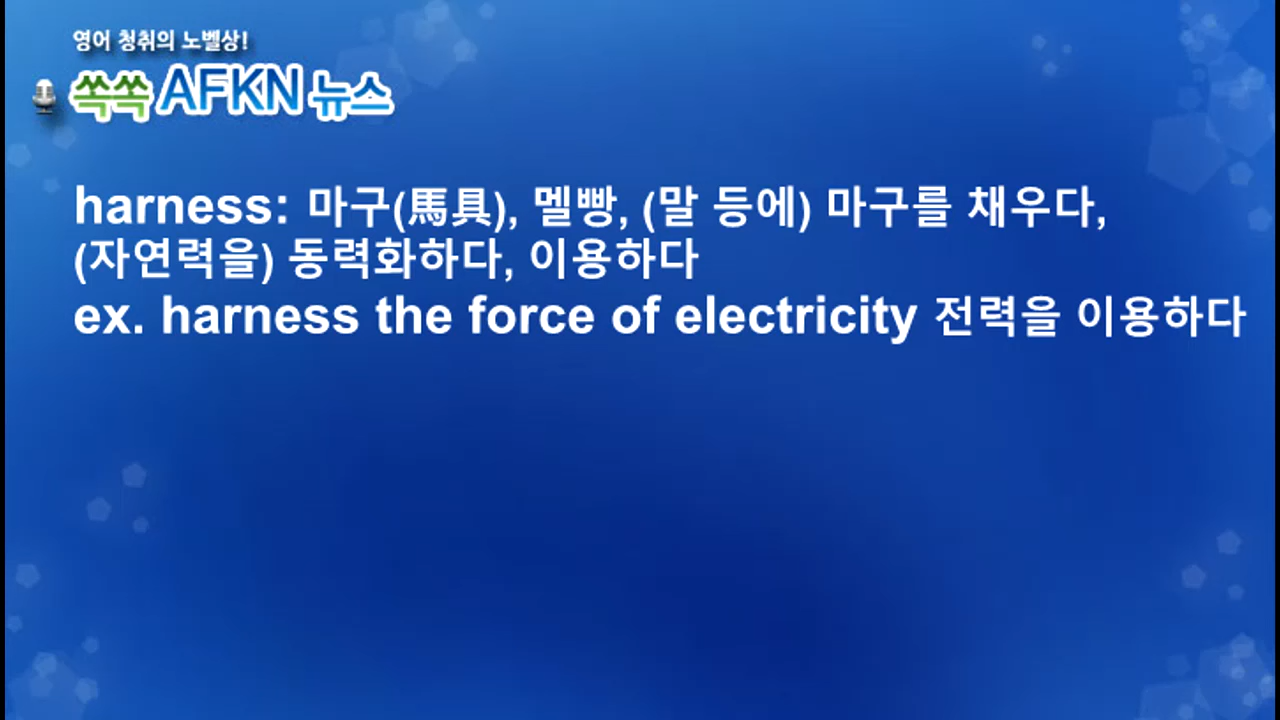 영어 청취의 노벨상!
쏙쏙 AFKN 뉴스
harness: 마구(馬具), 멜빵, (말 등에) 마구를 채우다,
(자연력을) 동력화하다, 이용하다
ex. harness the force of electricity 전력을 이용하다